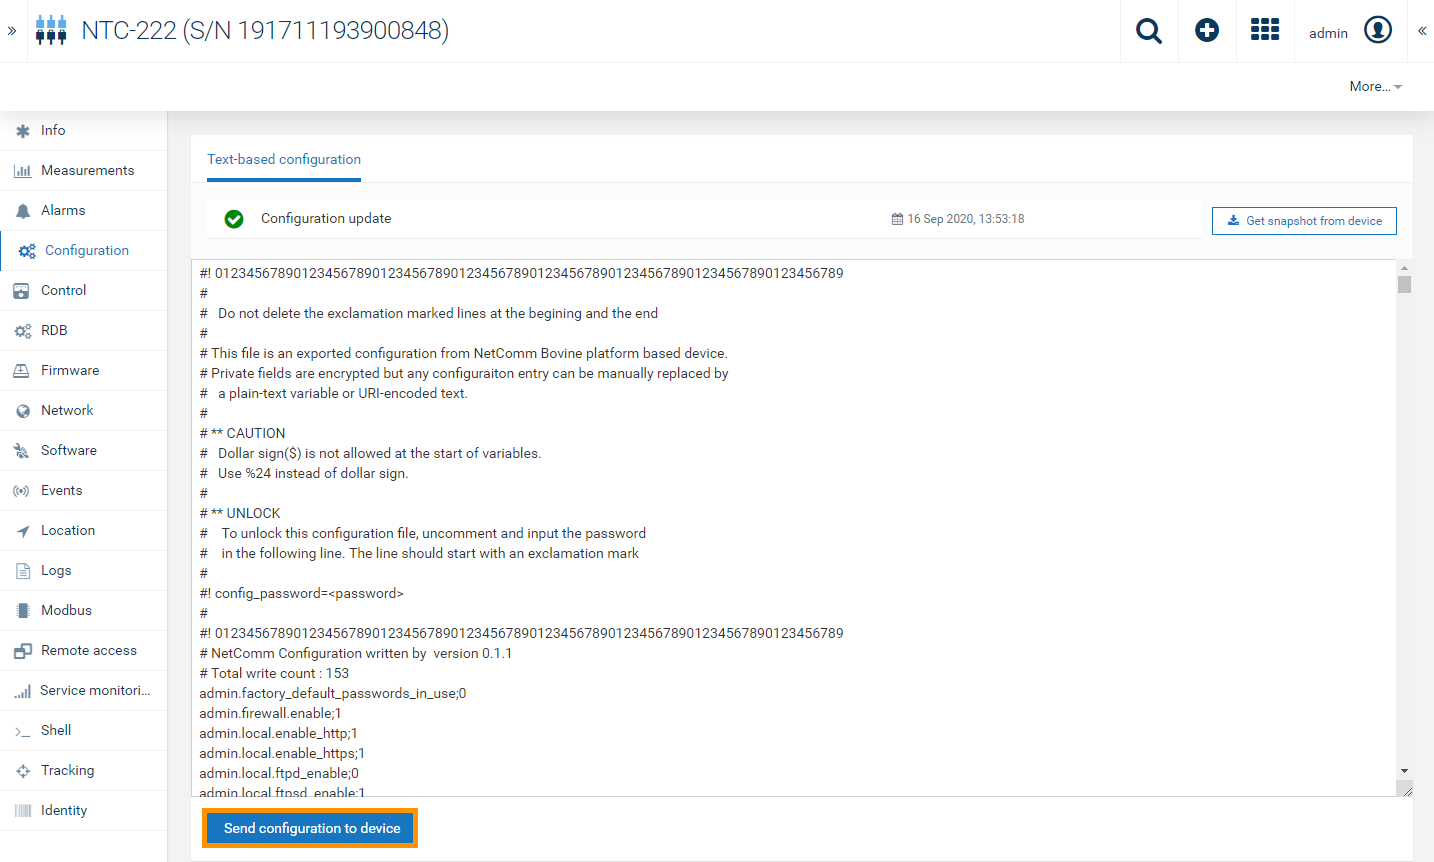 » NTC-222 (S/N 191711193900848) admin «
More...
Info
Measurements
Alarms
Configuration
Control
RDB
Firmware
Network
Software
Events
Location
Logs
Modbus
Remote access
Service monitori...
Shell
Tracking
Identity
Text-based configuration
Configuration update 16 Sep 2020, 13:53:18 Get snapshot from device
#! 01234567890123456789012345678901234567890123456789012345678901234567890123456789
#
# Do not delete the exclamation marked lines at the begining and the end
#
# This file is an exported configuration from NetComm Bovine platform based device.
# Private fields are encrypted but any configuraiton entry can be manually replaced by
# a plain-text variable or URI-encoded text.
#
# ** CAUTION
# Dollar sign($) is not allowed at the start of variables.
# Use %24 instead of dollar sign.
#
# ** UNLOCK
# To unlock this configuration file, uncomment and input the password
# in the following line. The line should start with an exclamation mark
#
#! config_password=<password>
#
#! 01234567890123456789012345678901234567890123456789012345678901234567890123456789
# NetComm Configuration written by version 0.1.1
# Total write count : 153
admin.factory_default_passwords_in_use;0
admin.firewall.enable;1
admin.local.enable_http;1
admin.local.enable_https;1
admin.local.ftpd_enable;0
admin.local.ftpsd_enable;1
Send configuration to device